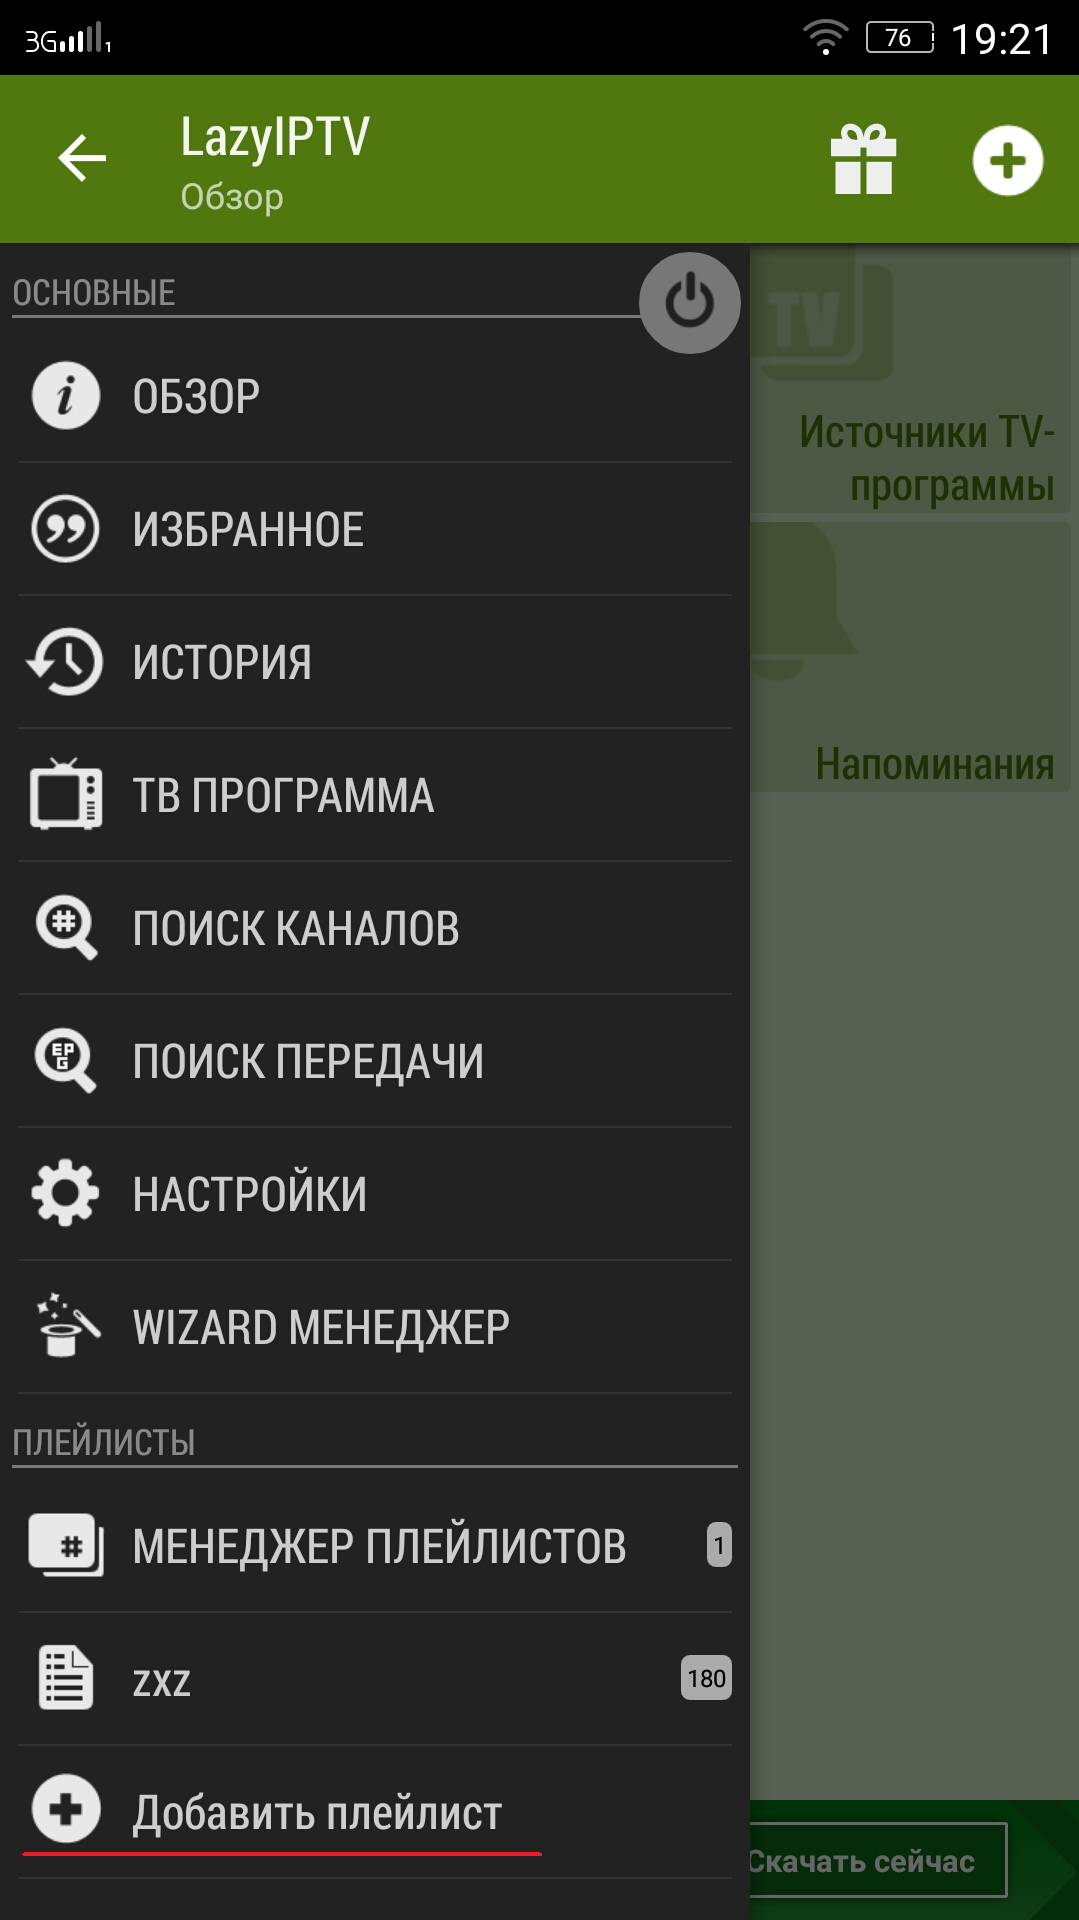 3G 1 76 19:21
LazyIPTV
Обзор
ОСНОВНЫЕ
TV
Источники TV-
программы
ОБЗОР
ИЗБРАННОЕ
ИСТОРИЯ
Напоминания
ТВ ПРОГРАММА
#
ПОИСК КАНАЛОВ
EPG
ПОИСК ПЕРЕДАЧИ
НАСТРОЙКИ
WIZARD МЕНЕДЖЕР
ПЛЕЙЛИСТЫ
# МЕНЕДЖЕР ПЛЕЙЛИСТОВ 1
zxz 180
Добавить плейлист
Скачать сейчас